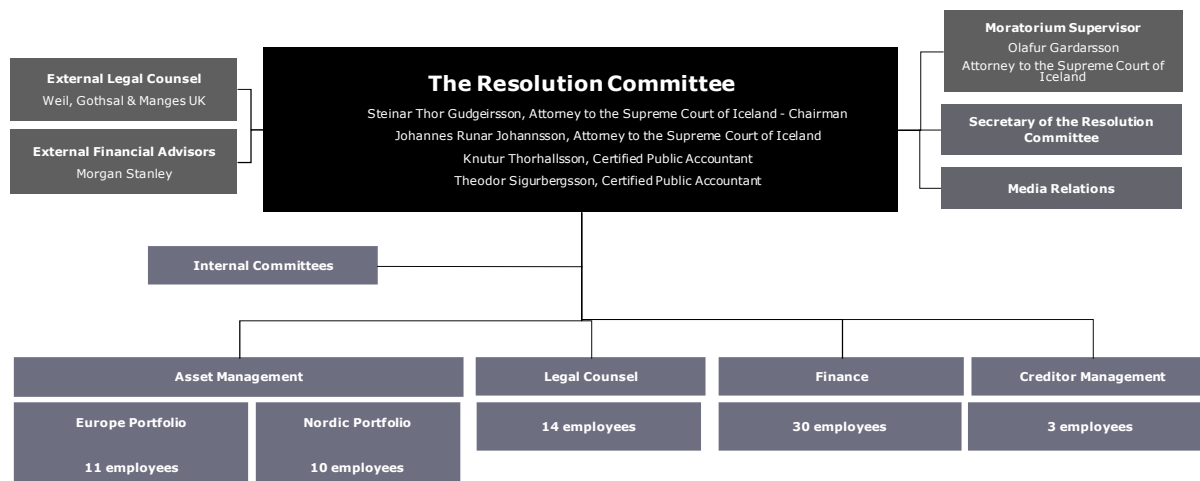 External Legal Counsel
Weil, Gothsal & Manges UK
External Financial Advisors
Morgan Stanley
The Resolution Committee
Steinar Thor Gudgeirsson, Attorney to the Supreme Court of Iceland - Chairman
Johannes Runar Johannsson, Attorney to the Supreme Court of Iceland
Knutur Thorhallsson, Certified Public Accountant
Theodor Sigurbergsson, Certified Public Accountant
Moratorium Supervisor
Olafur Gardarsson
Attorney to the Supreme Court of
Iceland
Secretary of the Resolution
Committee
Media Relations
Internal Committees
Asset Management
Europe Portfolio
11 employees
Nordic Portfolio
10 employees
Legal Counsel
14 employees
Finance
30 employees
Creditor Management
3 employees